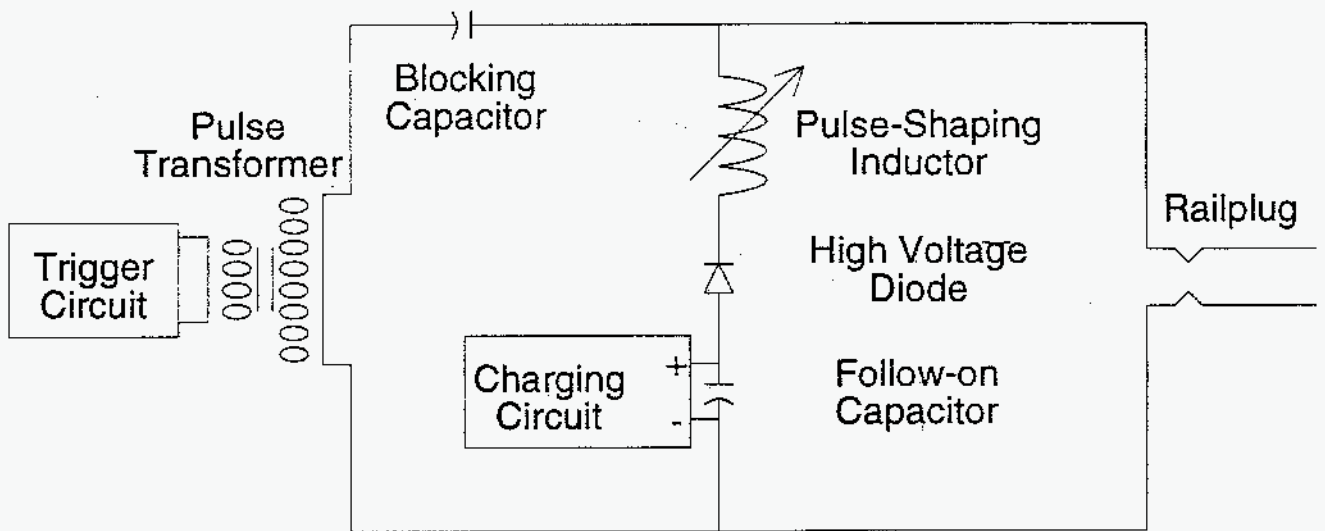 Blocking
Capacitor
Pulse
Transformer
Pulse-Shaping
Inductor
Railplug
Trigger
Circuit
High Voltage
Diode
+
Charging
Circuit
-
Follow-on
Capacitor